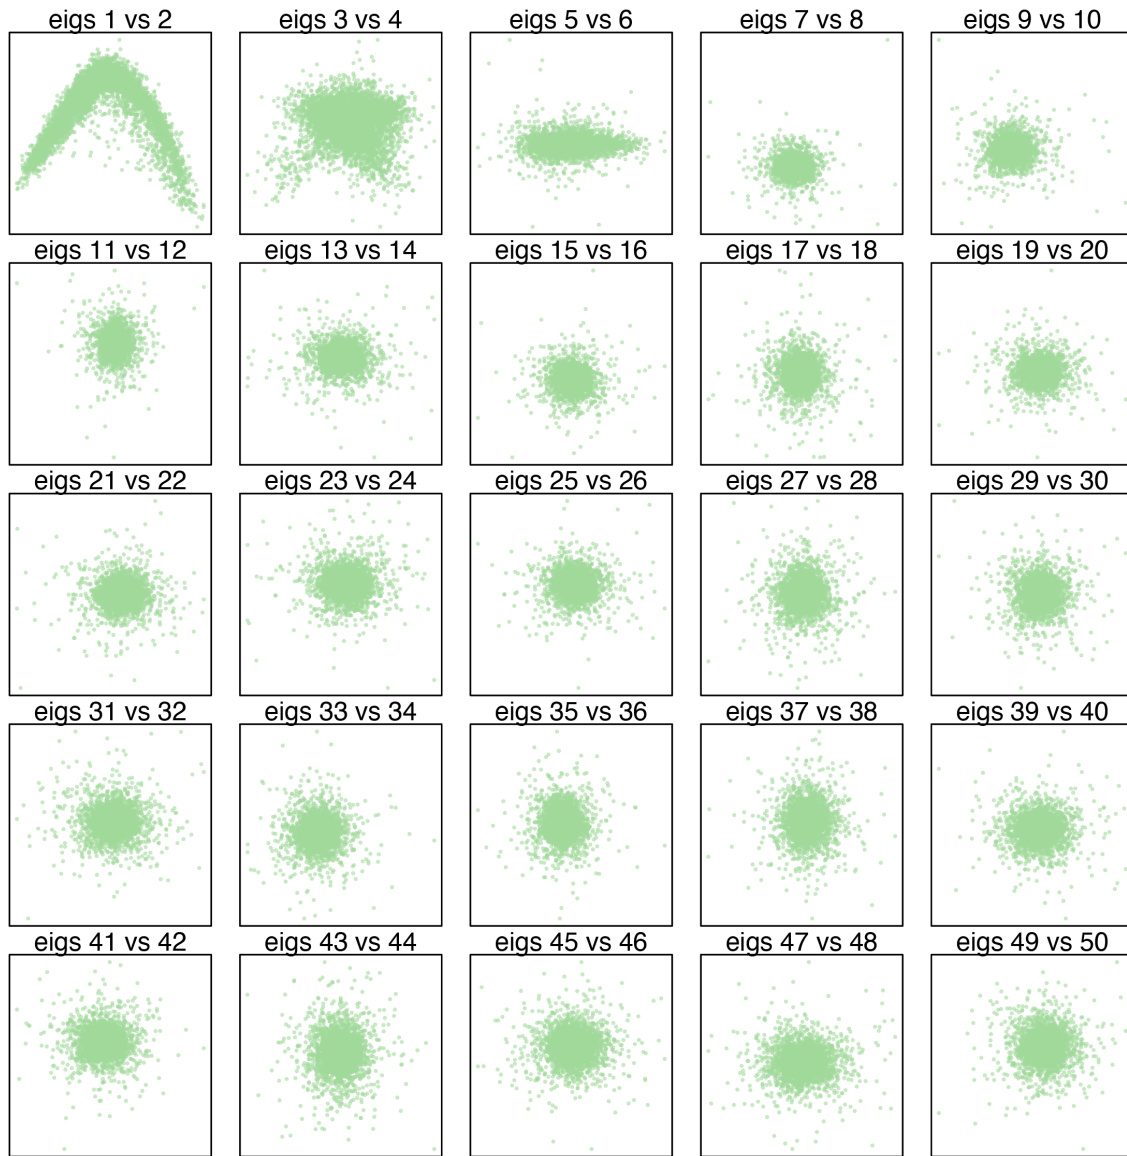 eigs 1 vs 2
eigs 3 vs 4
eigs 5 vs 6
eigs 7 vs 8
eigs 9 vs 10
eigs 11 vs 12
eigs 13 vs 14
eigs 15 vs 16
eigs 17 vs 18
eigs 19 vs 20
eigs 21 vs 22
eigs 23 vs 24
eigs 25 vs 26
eigs 27 vs 28
eigs 29 vs 30
eigs 31 vs 32
eigs 33 vs 34
eigs 35 vs 36
eigs 37 vs 38
eigs 39 vs 40
eigs 41 vs 42
eigs 43 vs 44
eigs 45 vs 46
eigs 47 vs 48
eigs 49 vs 50